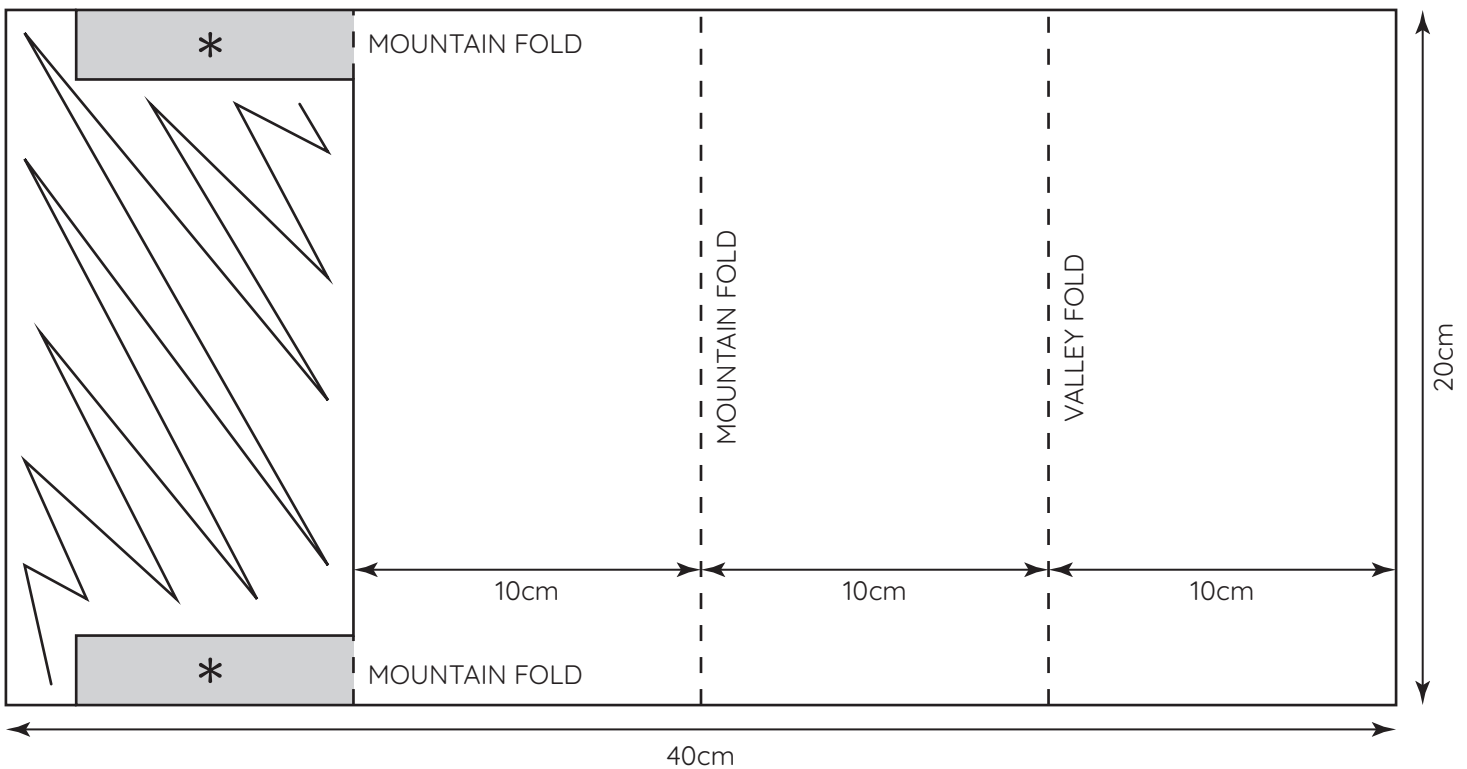 * MOUNTAIN FOLD
MOUNTAIN FOLD
VALLEY FOLD
20cm
10cm
10cm
10cm
* MOUNTAIN FOLD
40cm